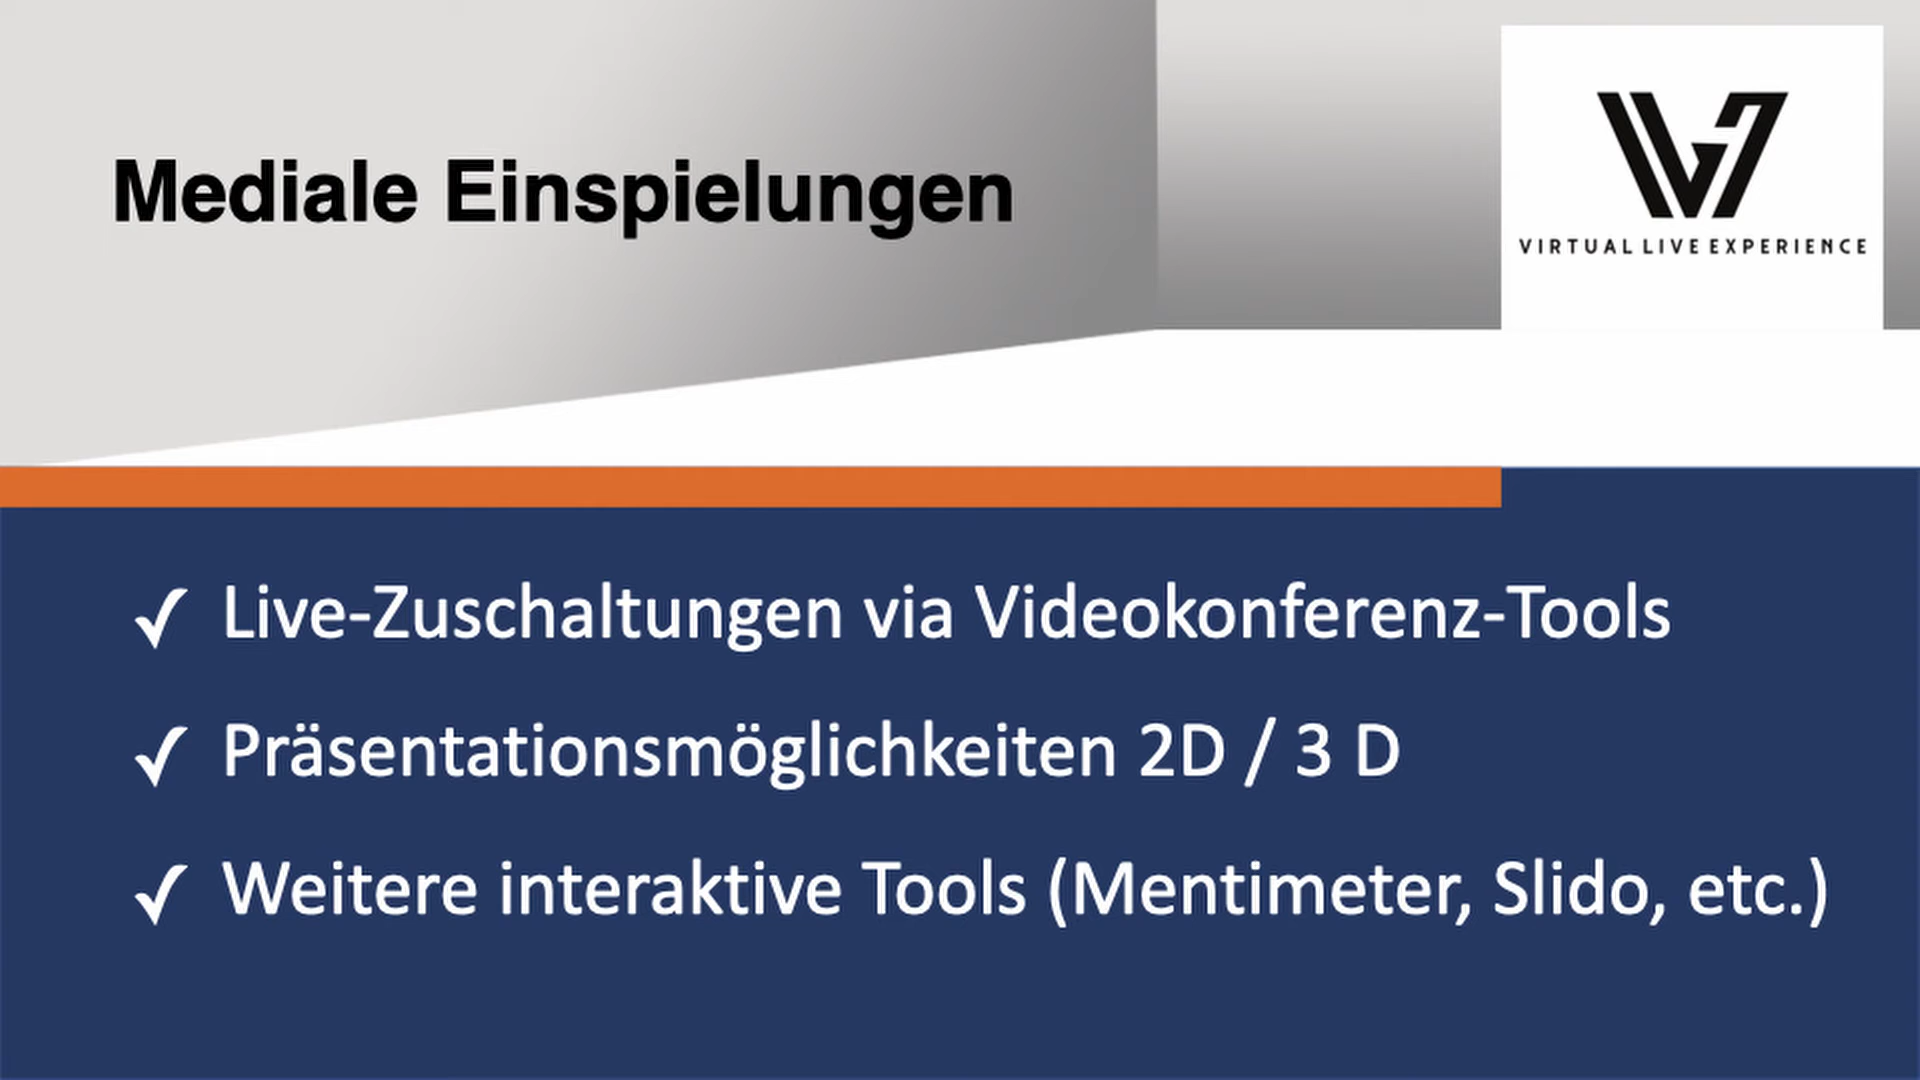 Mediale Einspielungen
VIRTUAL LIVE EXPERIENCE
✓ Live-Zuschaltungen via Videokonferenz-Tools
✓ Präsentationsmöglichkeiten 2D / 3 D
✓ Weitere interaktive Tools (Mentimeter, Slido, etc.)